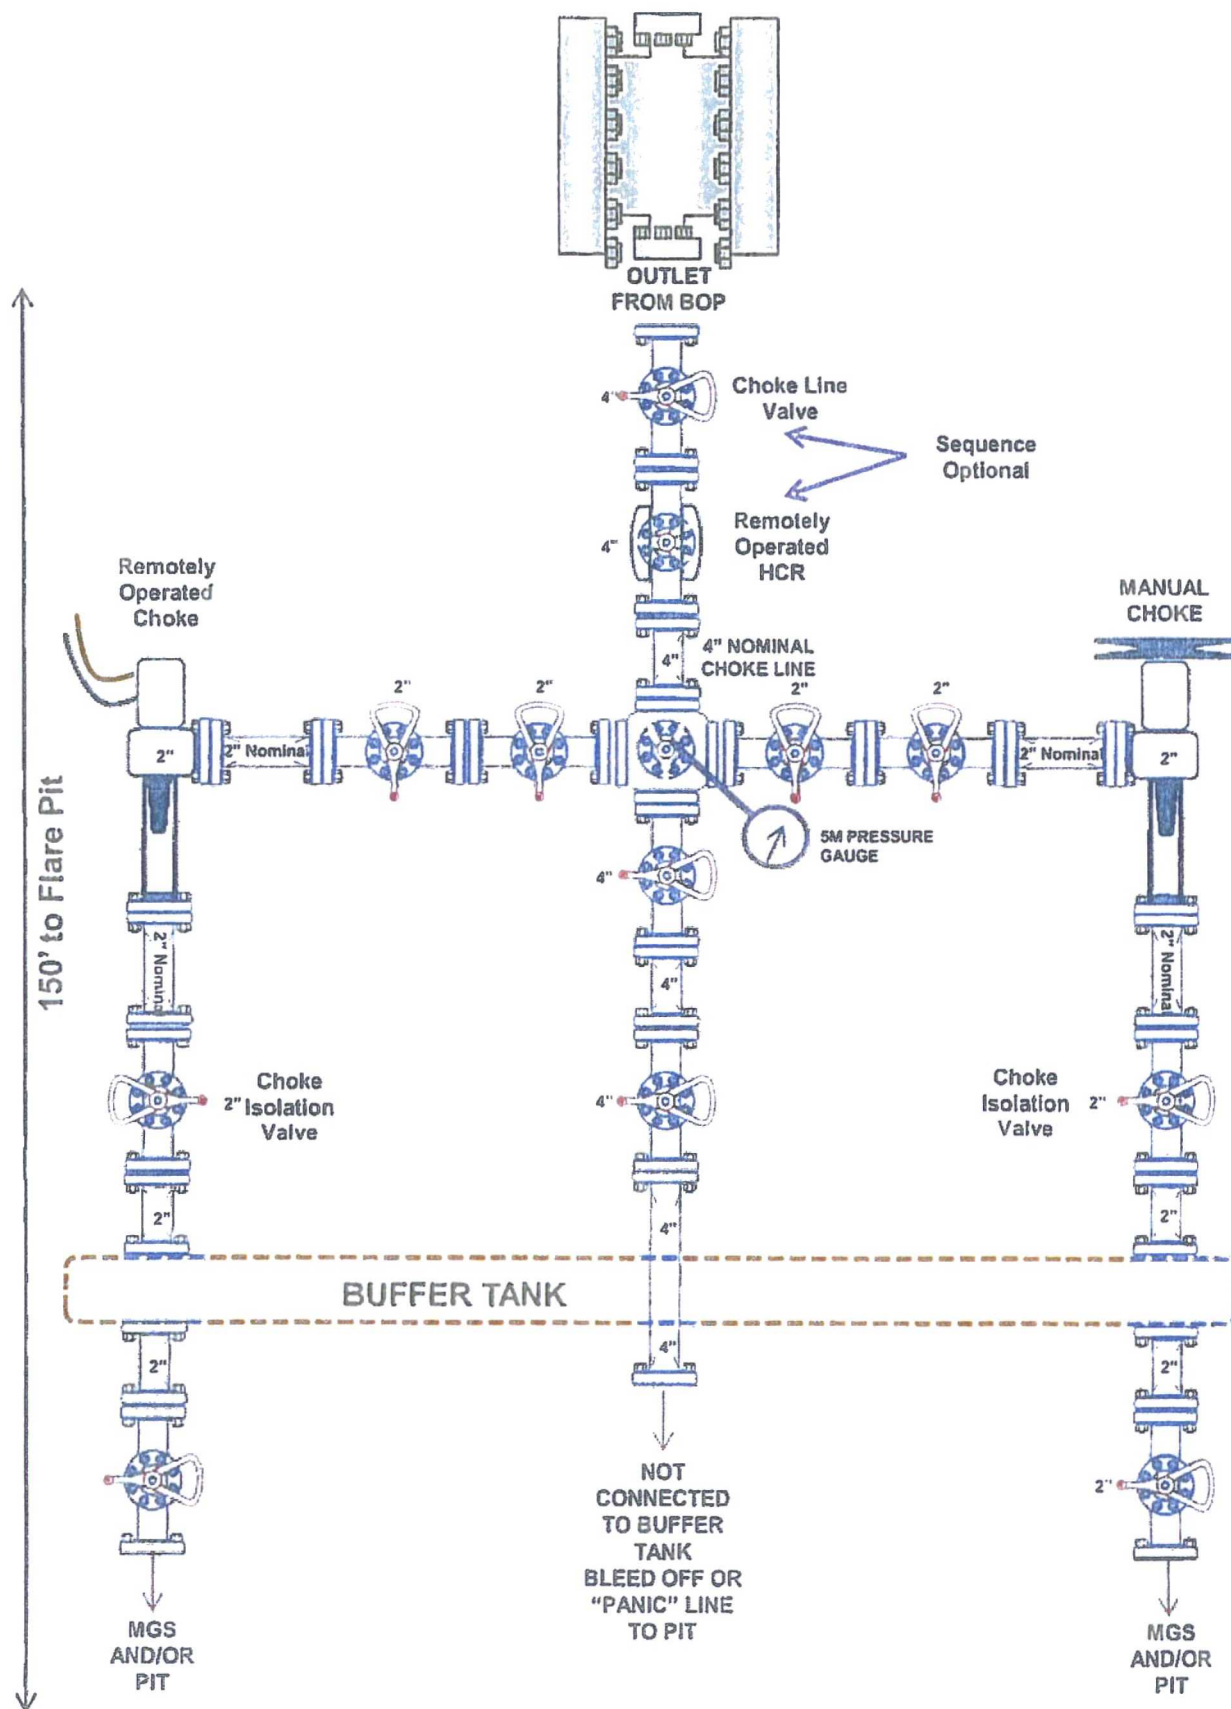 OUTLET
FROM BOP
4"
Choke Line
Valve
Sequence
Optional
4"
Remotely
Operated
HCR
Remotely
Operated
Choke
MANUAL
CHOKE
4"
4" NOMINAL
CHOKE LINE
2"
2"
2"
2"
2"
2" Nominal
2" Nominal
2"
5M PRESSURE
GAUGE
4"
150' to Flare Pit
2" Nominal
4"
2" Nominal
2"
Choke
Isolation
Valve
4"
Choke
Isolation
Valve
2"
2"
4"
2"
BUFFER TANK
2"
4"
2"
2"
NOT
CONNECTED
TO BUFFER
TANK
BLEED OFF OR
"PANIC" LINE
TO PIT
MGS
AND/OR
PIT
MGS
AND/OR
PIT